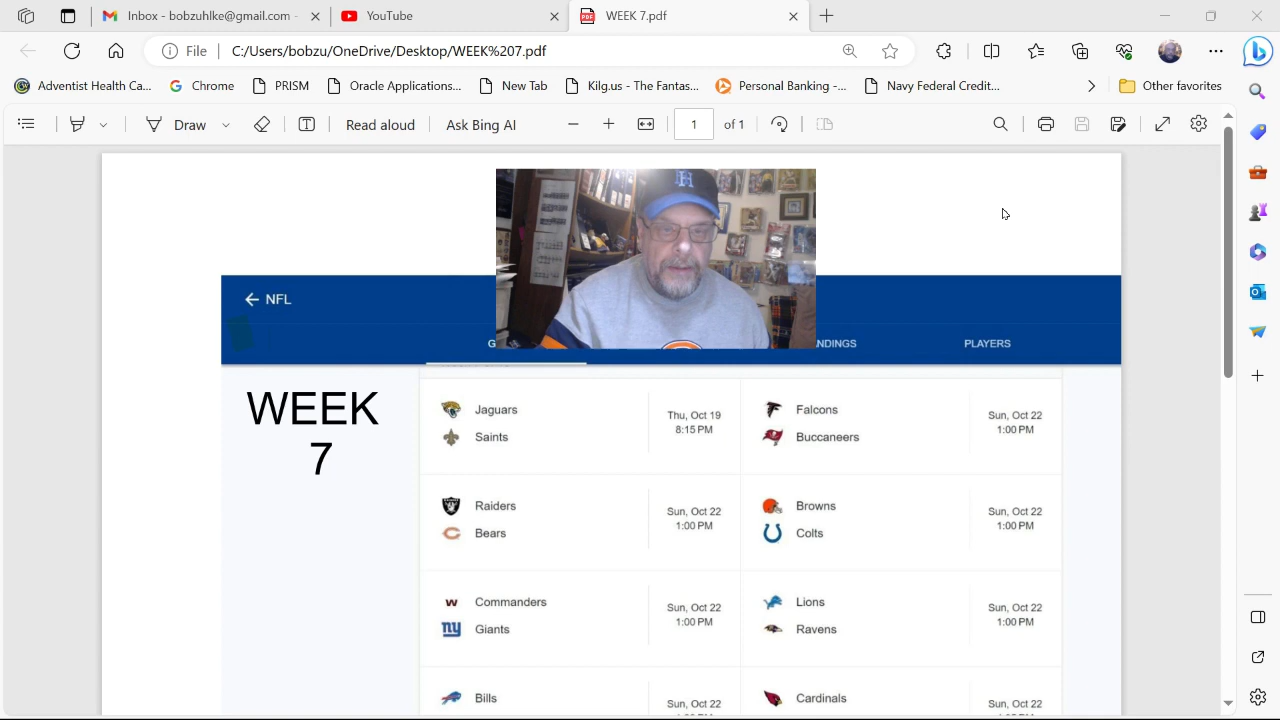 Inbox - bobzuhlke@gmail.com -
YouTube
WEEK 7.pdf
File
C:/Users/bobzu/OneDrive/Desktop/WEEK%207.pdf
Adventist Health Ca...
Chrome
PRISM
Oracle Applications...
New Tab
Kilg.us - The Fantas...
Personal Banking -...
Navy Federal Credit...
Other favorites
Draw
Read aloud
Ask Bing AI
1 of 1
H
NFL
G
NDINGS
PLAYERS
WEEK
7
Jaguars
Saints
Thu, Oct 19
8:15 PM
Falcons
Buccaneers
Sun, Oct 22
1:00 PM
Raiders
Bears
Sun, Oct 22
1:00 PM
Browns
Colts
Sun, Oct 22
1:00 PM
Commanders
Giants
Sun, Oct 22
1:00 PM
Lions
Ravens
Sun, Oct 22
1:00 PM
Bills
Sun, Oct 22
Cardinals
Sun, Oct 22